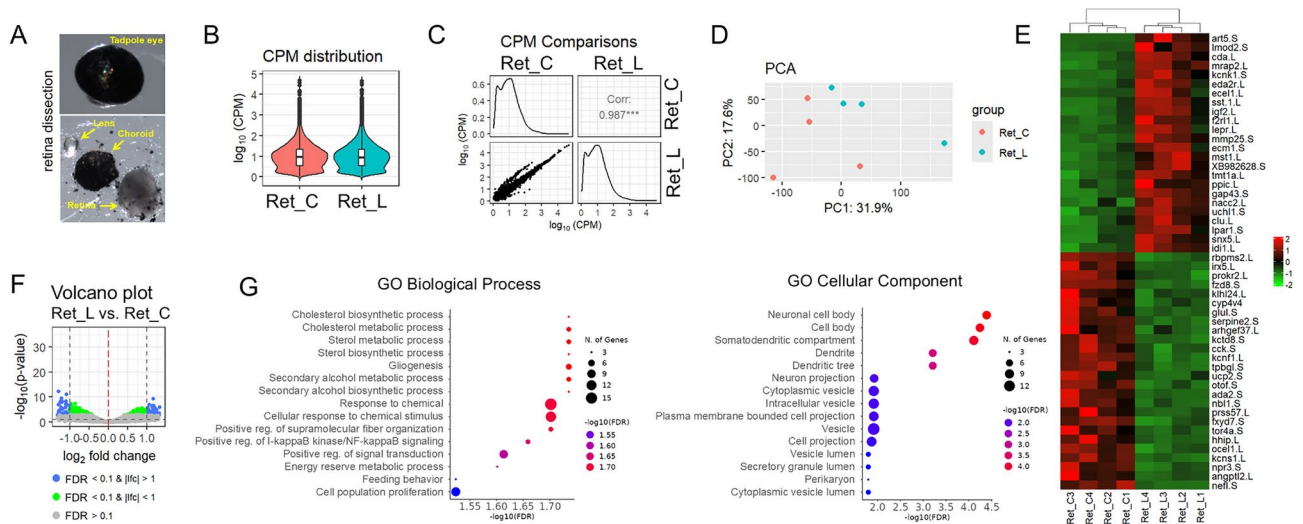 A
retina dissection
Tadpole eye
Lens
Choroid
Retina
B
CPM distribution
log10 (CPM)
5
4
3
2
1
0
Ret_C
Ret_L
C
CPM Comparisons
Ret_C
Ret_L
Corr:
0.987***
Ret_C
Ret_L
0.6
0.4
0.2
0.0
4
3
2
1
0
0 1 2 3 4
0 1 2 3 4
log10 (CPM)
D
PCA
PC2: 17.6%
50
0
-50
-100
-100
0
100
PC1: 31.9%
group
Ret_C
Ret_L
E
art5.S
lmod2.S
cda.L
mrap2.L
kcnk1.S
eda2r.L
ecel1.L
sst.1.L
igf2.L
f2rl1.L
lepr.L
mmp25.L
ecm1.S
mst1.L
XB982628.S
tmt1a.L
ppic.L
gap43.S
nacc2.L
uchl1.S
clu.L
lpar1.S
snx5.L
idi1.L
rbpms2.L
irx5.L
prokr2.L
fzd8.S
klhl24.L
cyp4v4
glul.S
serpine2.S
arhgef37.L
kctd8.S
cck.S
kcnf1.L
tpbgl.S
ucp2.S
otof.S
ada2.S
nbl1.S
prss57.L
fxyd7.S
tor4a.S
hhip.L
ocel1.L
kcns1.L
npr3.S
angptl2.L
nefl.S
Ret_C3
Ret_C4
Ret_C2
Ret_C1
Ret_L4
Ret_L3
Ret_L2
Ret_L1
2
1
0
-1
-2
F
Volcano plot
Ret_L vs. Ret_C
-log10(p-value)
30
20
10
0
-1.0
0.0
1.0
log2 fold change
FDR < 0.1 & |lfc| > 1
FDR < 0.1 & |lfc| < 1
FDR > 0.1
G
GO Biological Process
Cholesterol biosynthetic process
Cholesterol metabolic process
Sterol metabolic process
Sterol biosynthetic process
Gliogenesis
Secondary alcohol metabolic process
Secondary alcohol biosynthetic process
Response to chemical
Cellular response to chemical stimulus
Positive reg. of supramolecular fiber organization
Positive reg. of I-kappaB kinase/NF-kappaB signaling
Positive reg. of signal transduction
Energy reserve metabolic process
Feeding behavior
Cell population proliferation
1.55
1.60
1.65
1.70
-log10(FDR)
N. of Genes
3
6
9
12
15
-log10(FDR)
1.55
1.60
1.65
1.70
GO Cellular Component
Neuronal cell body
Cell body
Somatodendritic compartment
Dendrite
Dendritic tree
Neuron projection
Cytoplasmic vesicle
Intracellular vesicle
Plasma membrane bounded cell projection
Vesicle
Cell projection
Vesicle lumen
Secretory granule lumen
Perikaryon
Cytoplasmic vesicle lumen
2.0
2.5
3.0
3.5
4.0
4.5
-log10(FDR)
N. of Genes
3
6
9
12
-log10(FDR)
2.0
2.5
3.0
3.5
4.0